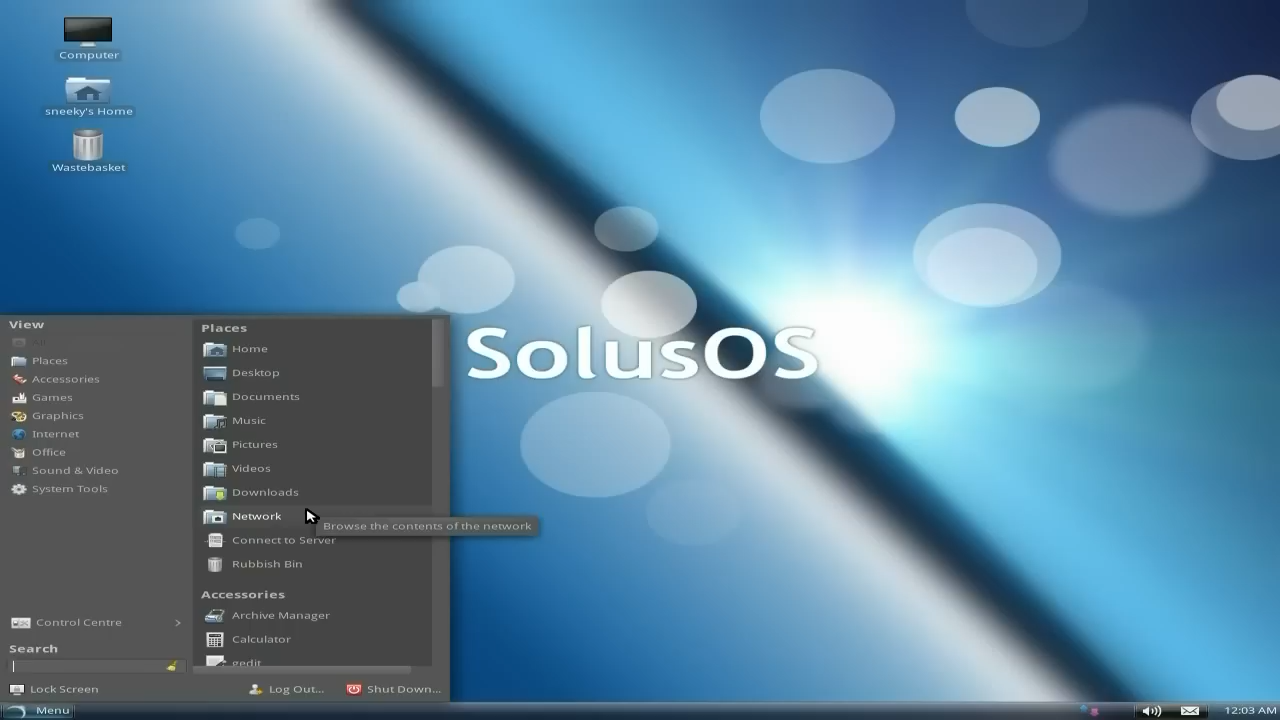 Computer
sneeky's Home
Wastebasket
SolusOS
View
All
Places
Accessories
Games
Graphics
Internet
Office
Sound & Video
System Tools
Control Centre
Search
Lock Screen
Places
Home
Desktop
Documents
Music
Pictures
Videos
Downloads
Network
Browse the contents of the network
Connect to Server
Rubbish Bin
Accessories
Archive Manager
Calculator
gedit
Log Out...
Shut Down...
Menu
12:03 AM